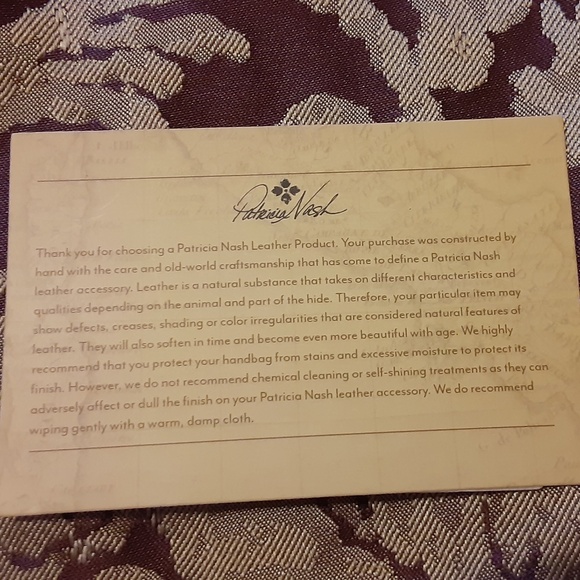 Patricia Nash
Thank you for choosing a Patricia Nash Leather Product. Your purchase was constructed by
hand with the care and old-world craftsmanship that has come to define a Patricia Nash
leather accessory. Leather is a natural substance that takes on different characteristics and
qualities depending on the animal and part of the hide. Therefore, your particular item may
show defects, creases, shading or color irregularities that are considered natural features of
leather. They will also soften in time and become even more beautiful with age. We highly
recommend that you protect your handbag from stains and excessive moisture to protect its
finish. However, we do not recommend chemical cleaning or self-shining treatments as they can
adversely affect or dull the finish on your Patricia Nash leather accessory. We do recommend
wiping gently with a warm, damp cloth.